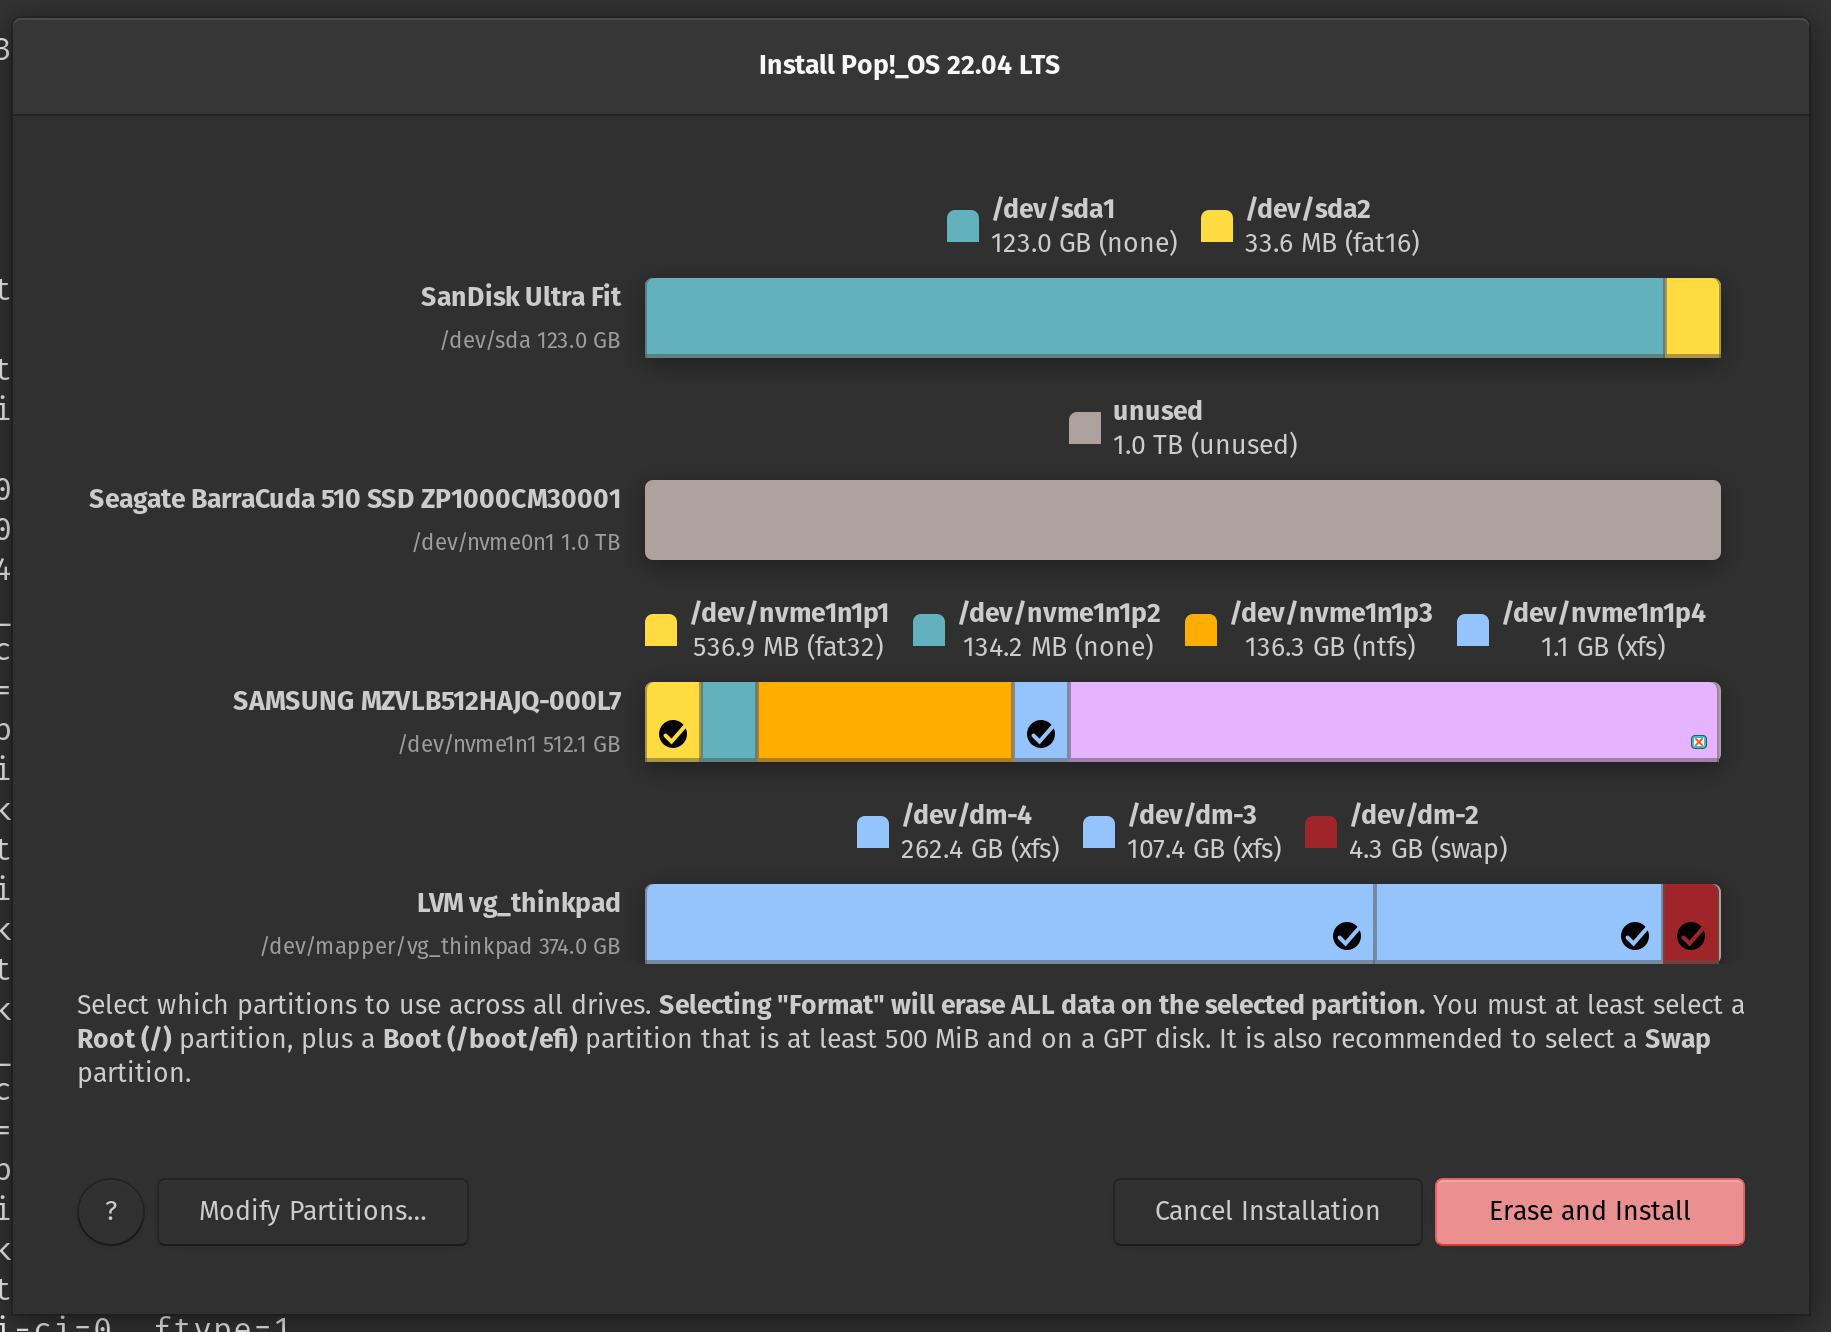 Install Pop!_OS 22.04 LTS
/dev/sda1
123.0 GB (none)
/dev/sda2
33.6 MB (fat16)
SanDisk Ultra Fit
/dev/sda 123.0 GB
unused
1.0 TB (unused)
Seagate BarraCuda 510 SSD ZP1000CM30001
/dev/nvme0n1 1.0 TB
/dev/nvme1n1p1
536.9 MB (fat32)
/dev/nvme1n1p2
134.2 MB (none)
/dev/nvme1n1p3
136.3 GB (ntfs)
/dev/nvme1n1p4
1.1 GB (xfs)
SAMSUNG MZVLB512HAJQ-000L7
/dev/nvme1n1 512.1 GB
/dev/dm-4
262.4 GB (xfs)
/dev/dm-3
107.4 GB (xfs)
/dev/dm-2
4.3 GB (swap)
LVM vg_thinkpad
/dev/mapper/vg_thinkpad 374.0 GB
Select which partitions to use across all drives. Selecting "Format" will erase ALL data on the selected partition. You must at least select a
Root (/) partition, plus a Boot (/boot/efi) partition that is at least 500 MiB and on a GPT disk. It is also recommended to select a Swap
partition.
?
Modify Partitions...
Cancel Installation
Erase and Install
ftype=1